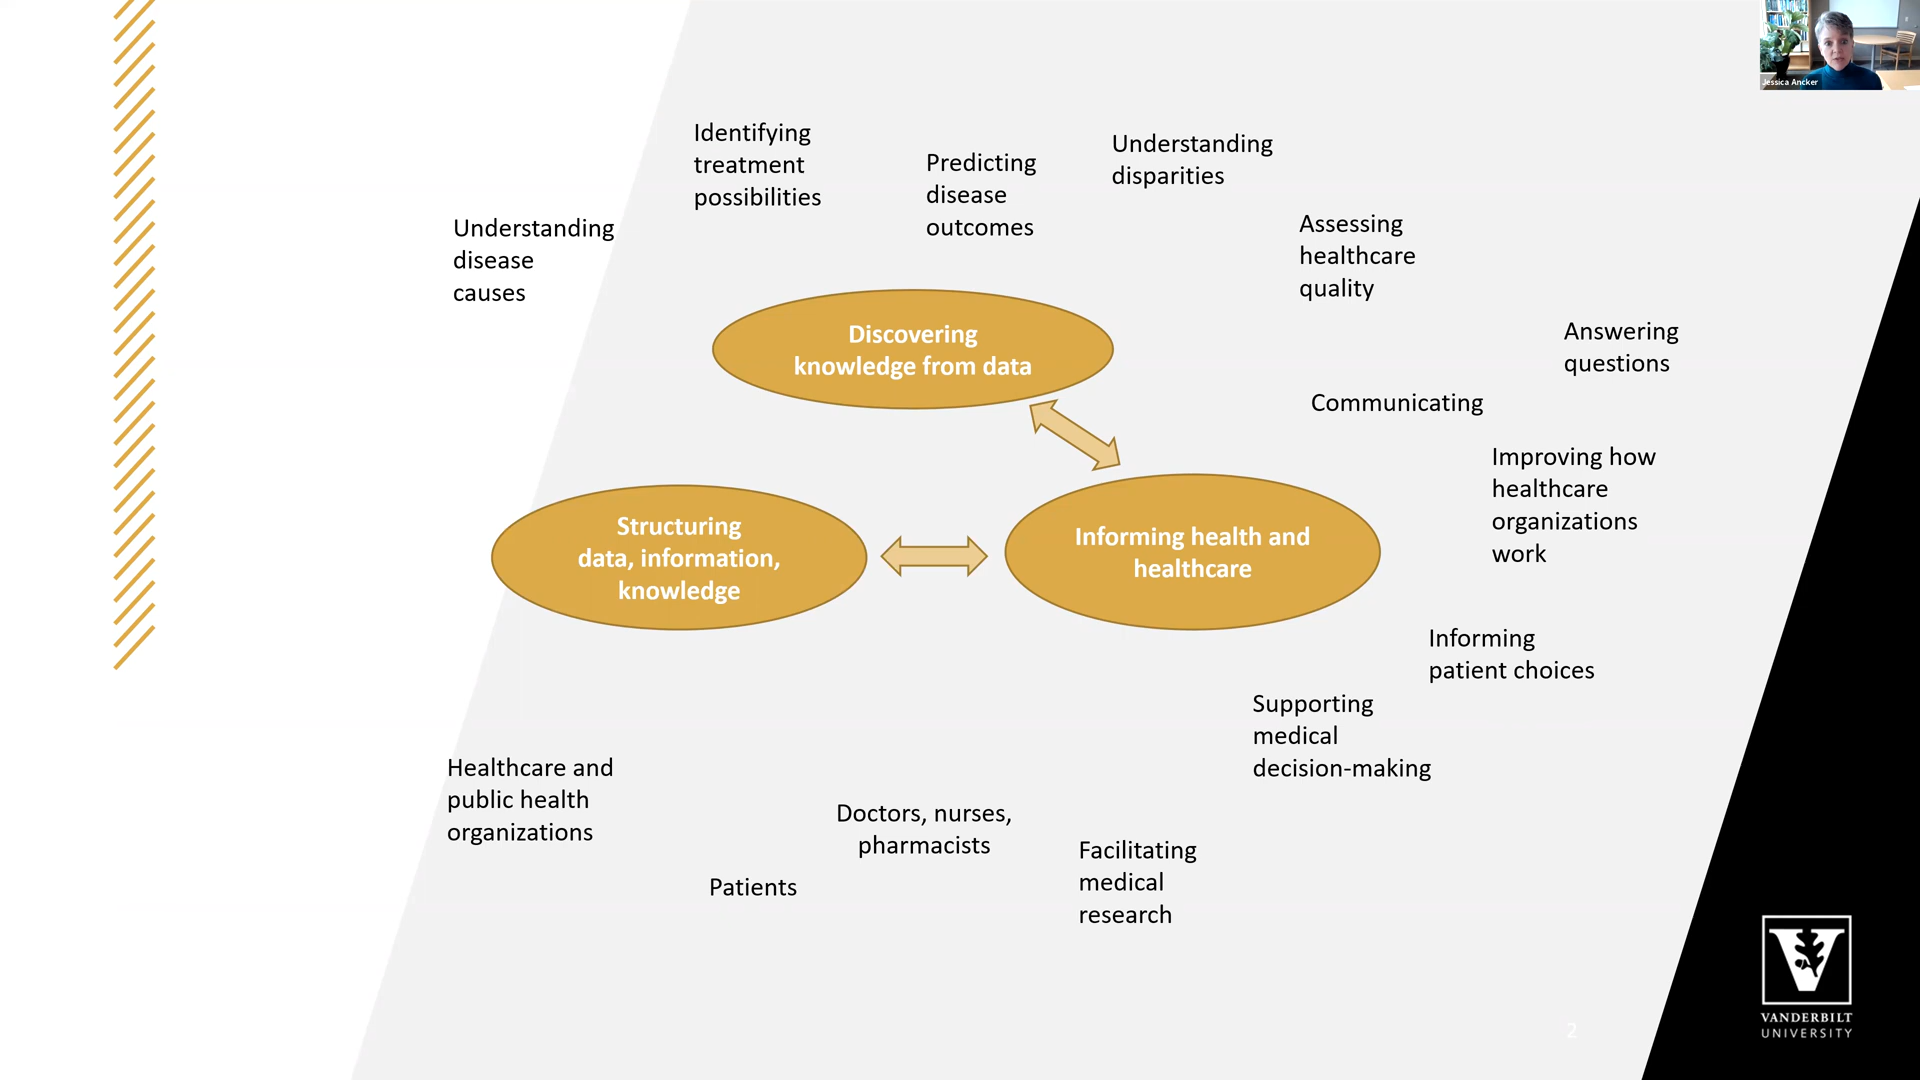 Jessica Ancker
Identifying
treatment
possibilities
Predicting
disease
outcomes
Understanding
disparities
Understanding
disease
causes
Assessing
healthcare
quality
Answering
questions
Discovering
knowledge from data
Communicating
Improving how
healthcare
organizations
work
Structuring
data, information,
knowledge
Informing health and
healthcare
Informing
patient choices
Supporting
medical
decision-making
Healthcare and
public health
organizations
Doctors, nurses,
pharmacists
Patients
Facilitating
medical
research
2
V
VANDERBILT
UNIVERSITY